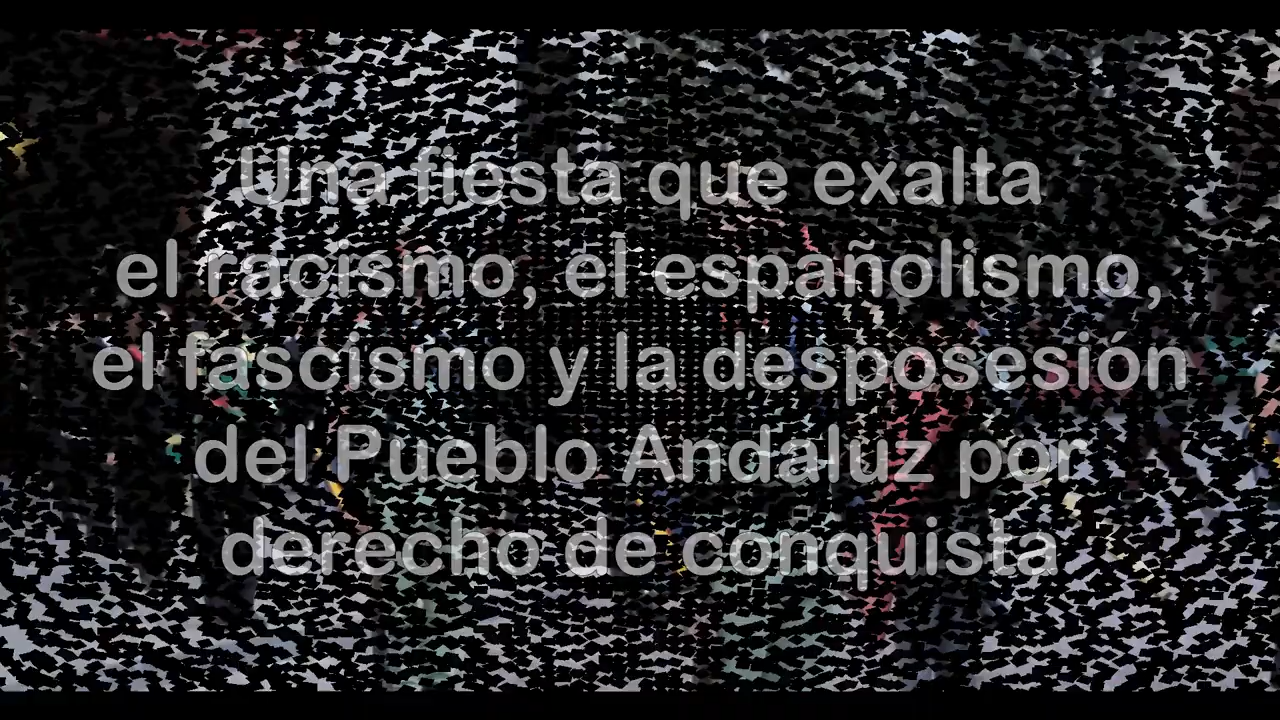 Una fiesta que exalta
el racismo, el españolismo,
el fascismo y la desposesión
del Pueblo Andaluz por
derecho de conquista